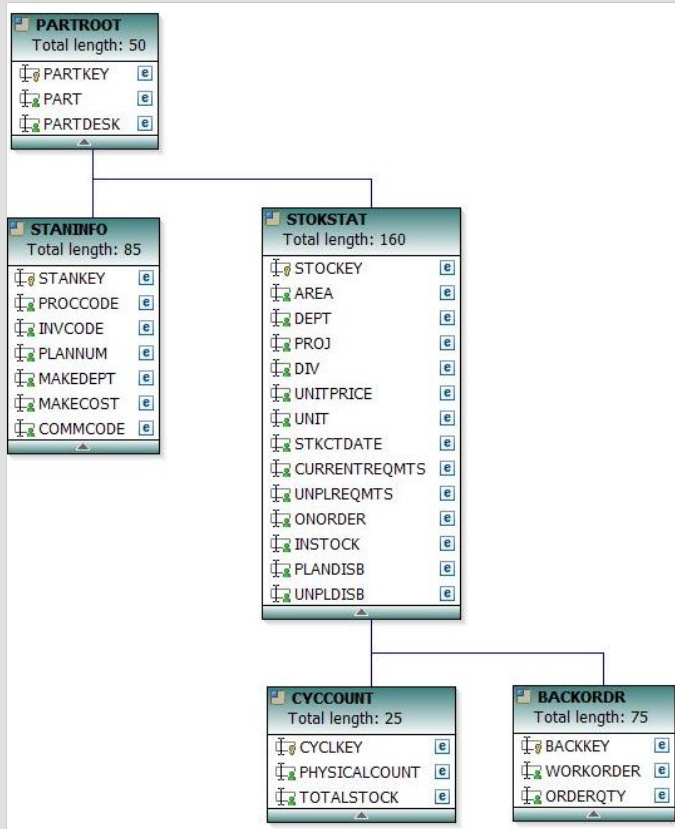 PARTROOT
Total length: 50
PARTKEY e
PART e
PARTDESK e
STANINFO
Total length: 85
STANKEY e
PROCCODE e
INVCODE e
PLANNUM e
MAKEDEPT e
MAKECOST e
COMMCODE e
STOKSTAT
Total length: 160
STOCKEY e
AREA e
DEPT e
PROJ e
DIV e
UNITPRICE e
UNIT e
STKCTDATE e
CURRENTREQMTS e
UNPLREQMTS e
ONORDER e
INSTOCK e
PLANDISB e
UNPLDISB e
CYCCOUNT
Total length: 25
CYCLKEY e
PHYSICALCOUNT e
TOTALSTOCK e
BACKORDR
Total length: 75
BACKKEY e
WORKORDER e
ORDERQTY e